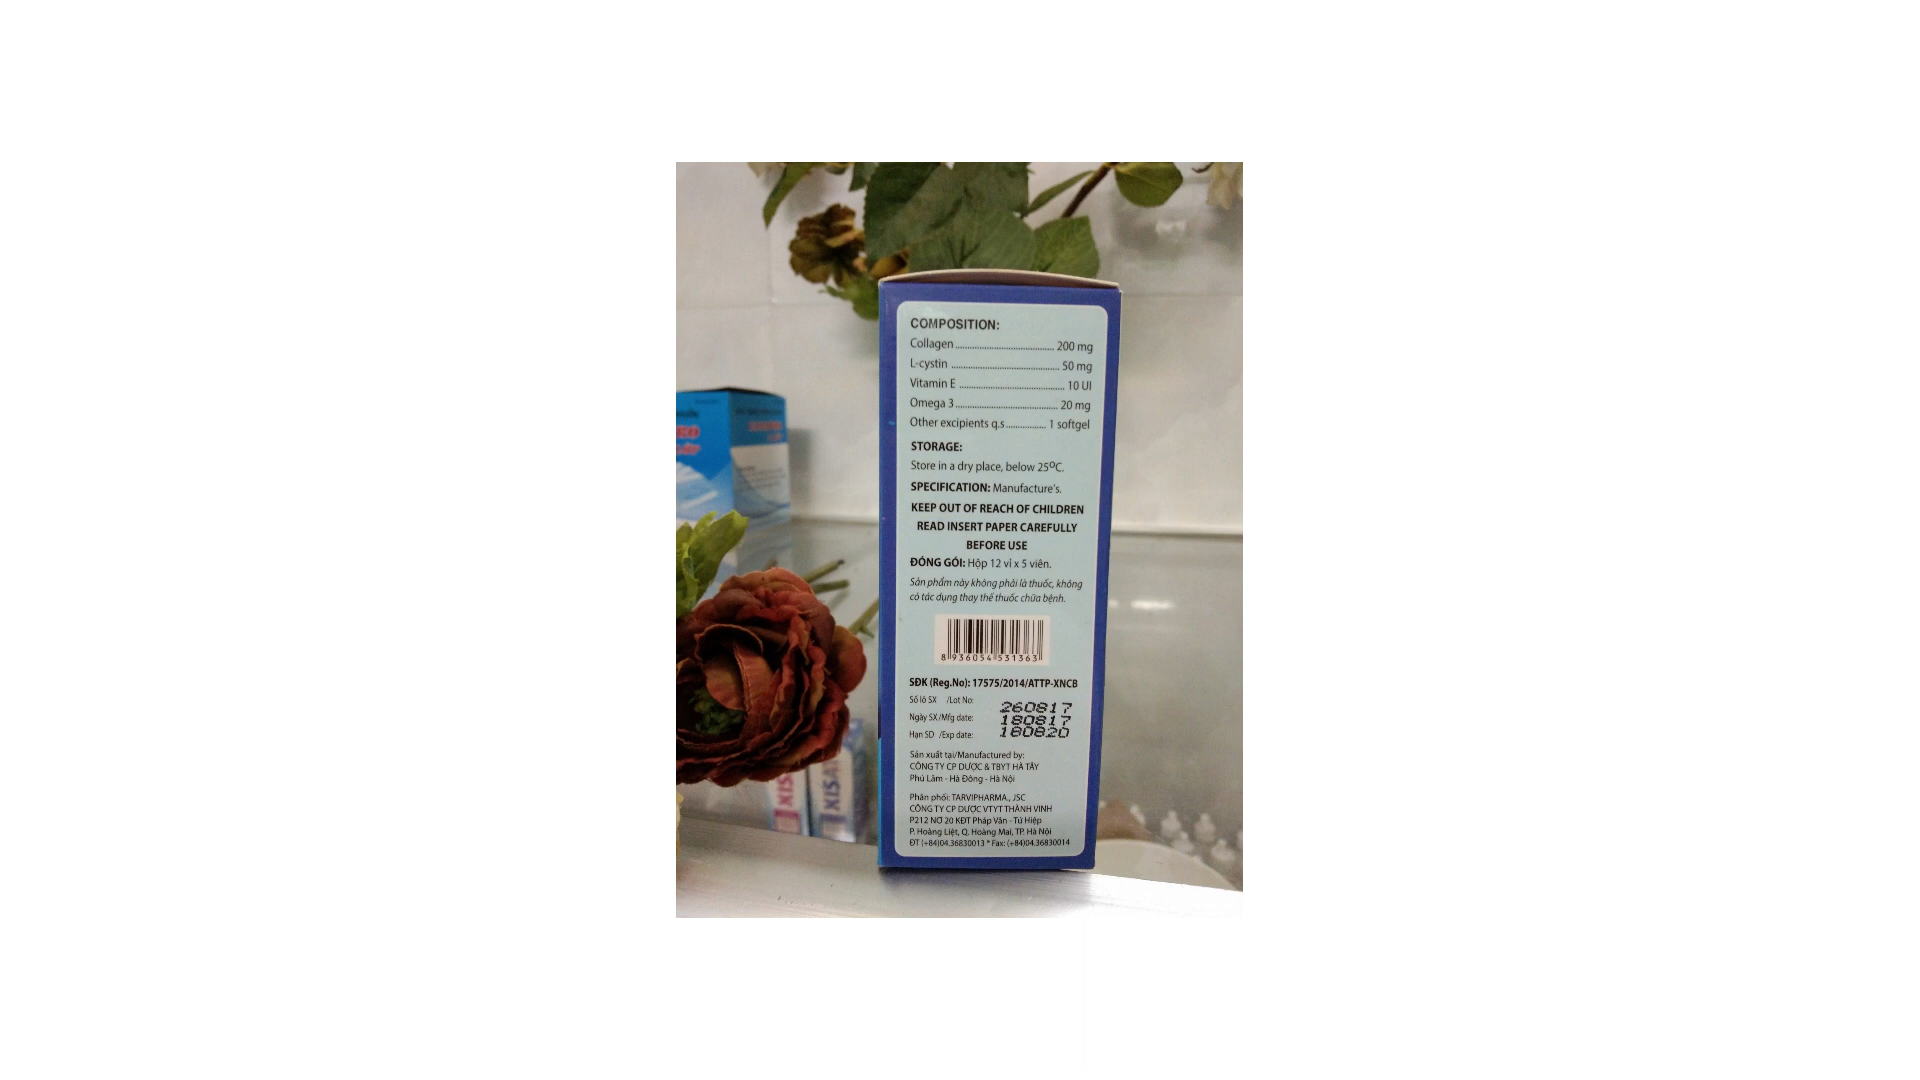 COMPOSITION:
Collagen ........................ 200 mg
L-cystin ........................ 50 mg
Vitamin E ........................ 10 UI
Omega 3 ........................ 20 mg
Other excipients q.s ............... 1 softgel
STORAGE:
Store in a dry place, below 25ºC.
SPECIFICATION: Manufacture's.
KEEP OUT OF REACH OF CHILDREN
READ INSERT PAPER CAREFULLY
BEFORE USE
ĐÓNG GÓI: Hộp 12 vỉ x 5 viên.
Sản phẩm này không phải là thuốc, không
có tác dụng thay thế thuốc chữa bệnh.
8 936054 531363
SĐK (Reg.No): 17575/2014/ATTP-XNCB
Số lô SX /Lot No: 260817
Ngày SX/Mfg date: 180817
Hạn SD /Exp date: 180820
Sản xuất tại/Manufactured by:
CÔNG TY CP DƯỢC & TBYT HÀ TÂY
Phú Lãm - Hà Đông - Hà Nội
Phân phối: TARVIPHARMA., JSC
CÔNG TY CP DƯỢC VTYT THÀNH VINH
P212 NƠ 20 KĐT Pháp Vân - Tứ Hiệp
P. Hoàng Liệt, Q. Hoàng Mai, TP. Hà Nội
ĐT (+84)04.36830013 * Fax: (+84)04.36830014
XISA
XISA